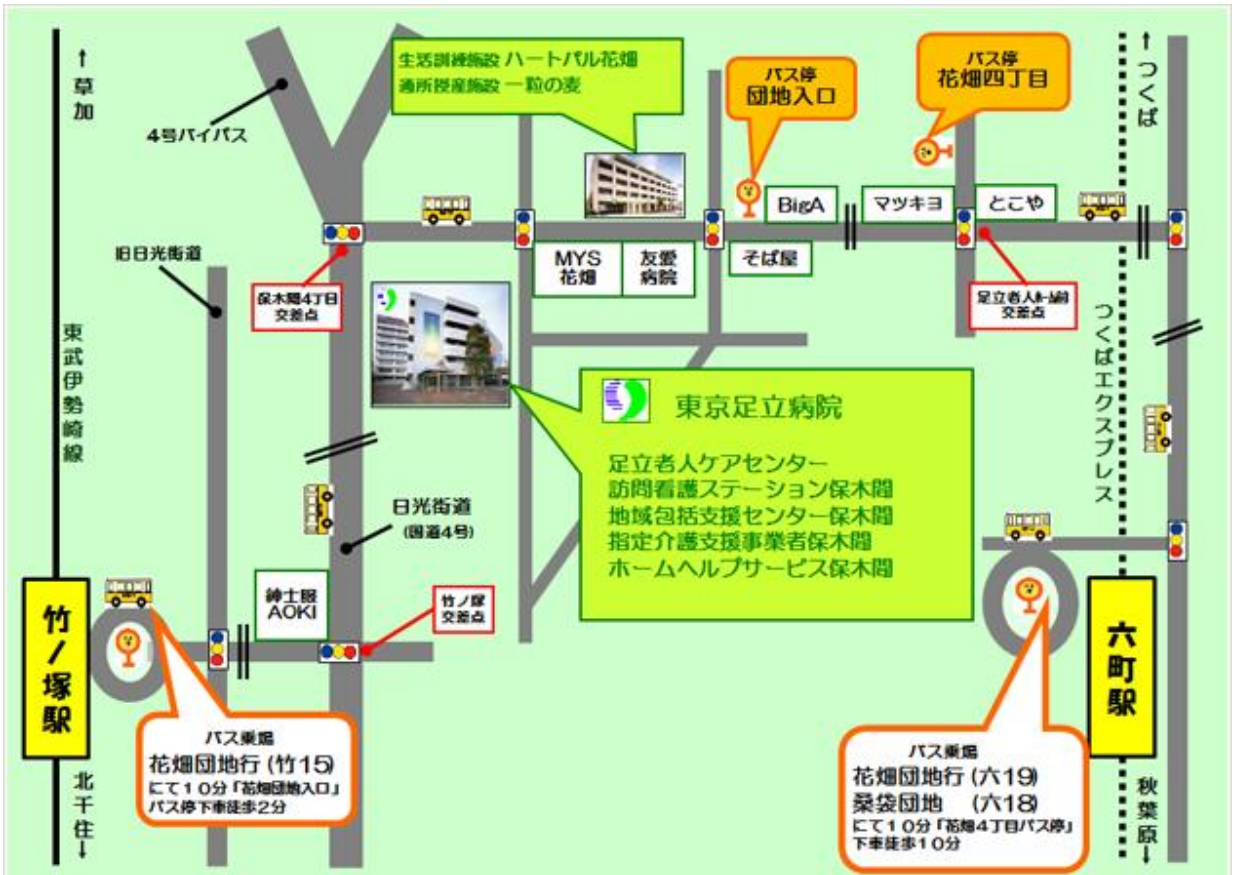 ↑草加
4号バイパス
生活訓練施設 ハートパル花畑
通所授産施設 一粒の麦
バス停
団地入口
バス停
花畑四丁目
↑つくば
BigA
マツキヨ
とこや
旧日光街道
保木間4丁目
交差点
MYS
花畑
友愛
病院
そば屋
足立老人ホーム前
交差点
東武伊勢崎線
つくばエクスプレス
東京足立病院
足立老人ケアセンター
訪問看護ステーション保木間
地域包括支援センター保木間
指定介護支援事業者保木間
ホームヘルプサービス保木間
日光街道
(国道4号)
紳士服
AOKI
竹ノ塚
交差点
竹ノ塚駅
六町駅
バス乗場
花畑団地行 (竹15)
にて10分「花畑団地入口」
バス停下車徒歩2分
バス乗場
花畑団地行 (六19)
桑袋団地 (六18)
にて10分「花畑4丁目バス停」
下車徒歩10分
北千住↓
秋葉原↓